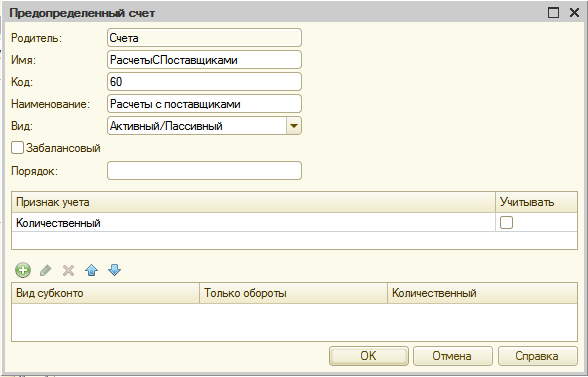 Предопределенный счет
Родитель: Счета
Имя: РасчетыСПоставщиками
Код: 60
Наименование: Расчеты с поставщиками
Вид: Активный/Пассивный
Забалансовый
Порядок:
Признак учета Учитывать
Количественный
Вид субконто Только обороты Количественный
OK Отмена Справка